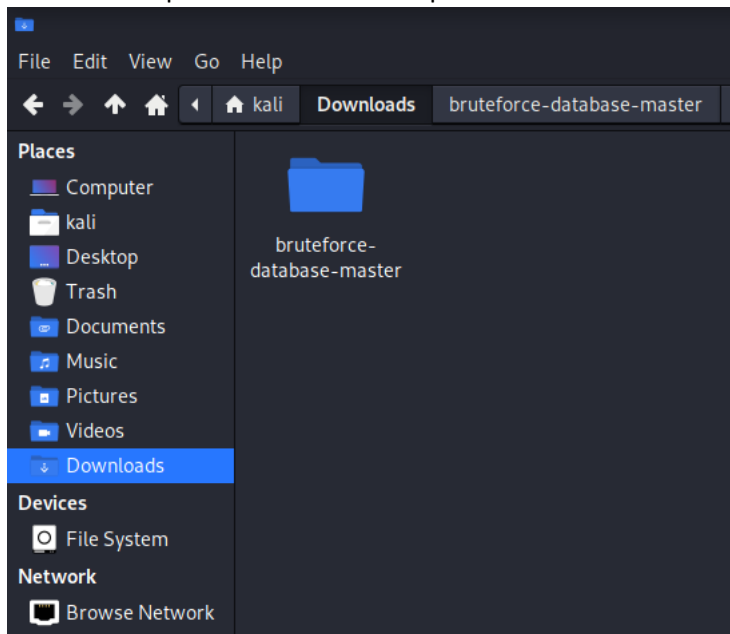 File Edit View Go Help
kali Downloads bruteforce-database-master
Places
Computer
kali
Desktop
Trash
Documents
Music
Pictures
Videos
Downloads
Devices
File System
Network
Browse Network
bruteforce-
database-master